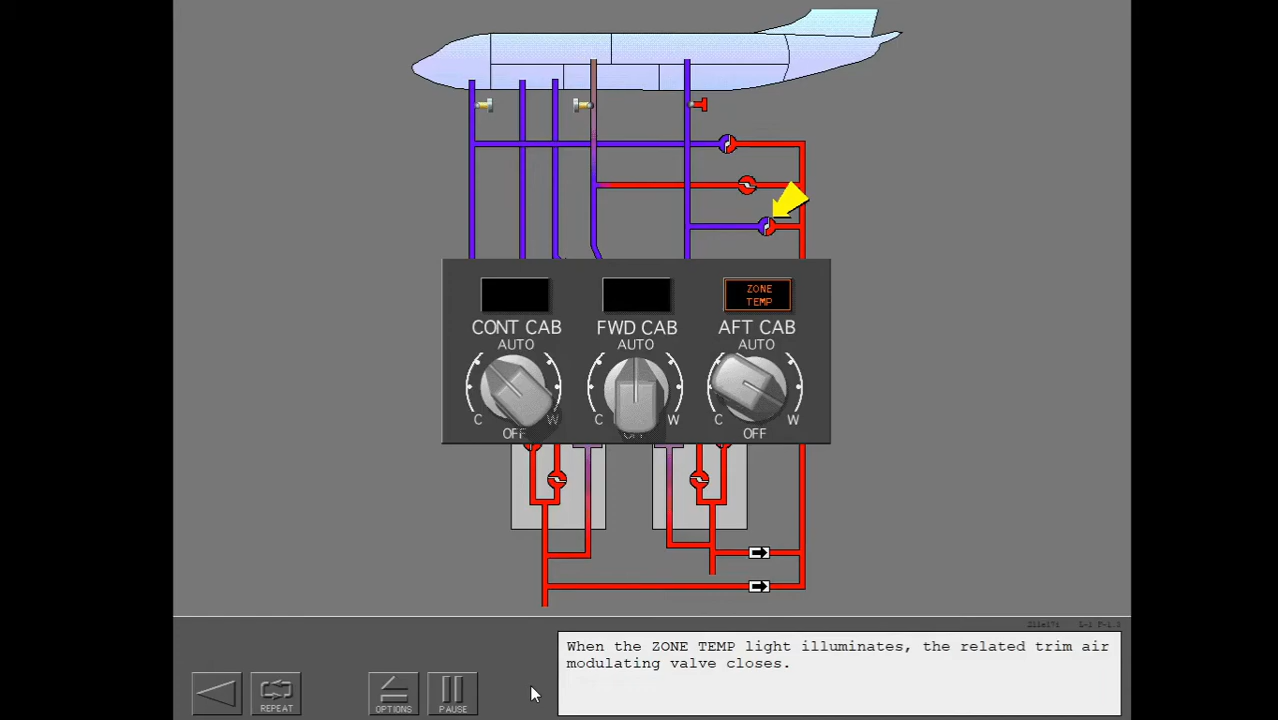 ZONE
TEMP
CONT CAB
FWD CAB
AFT CAB
AUTO
AUTO
AUTO
C
W
C
W
C
W
OFF
OFF
OFF
When the ZONE TEMP light illuminates, the related trim air
modulating valve closes.
REPEAT
OPTIONS
PAUSE